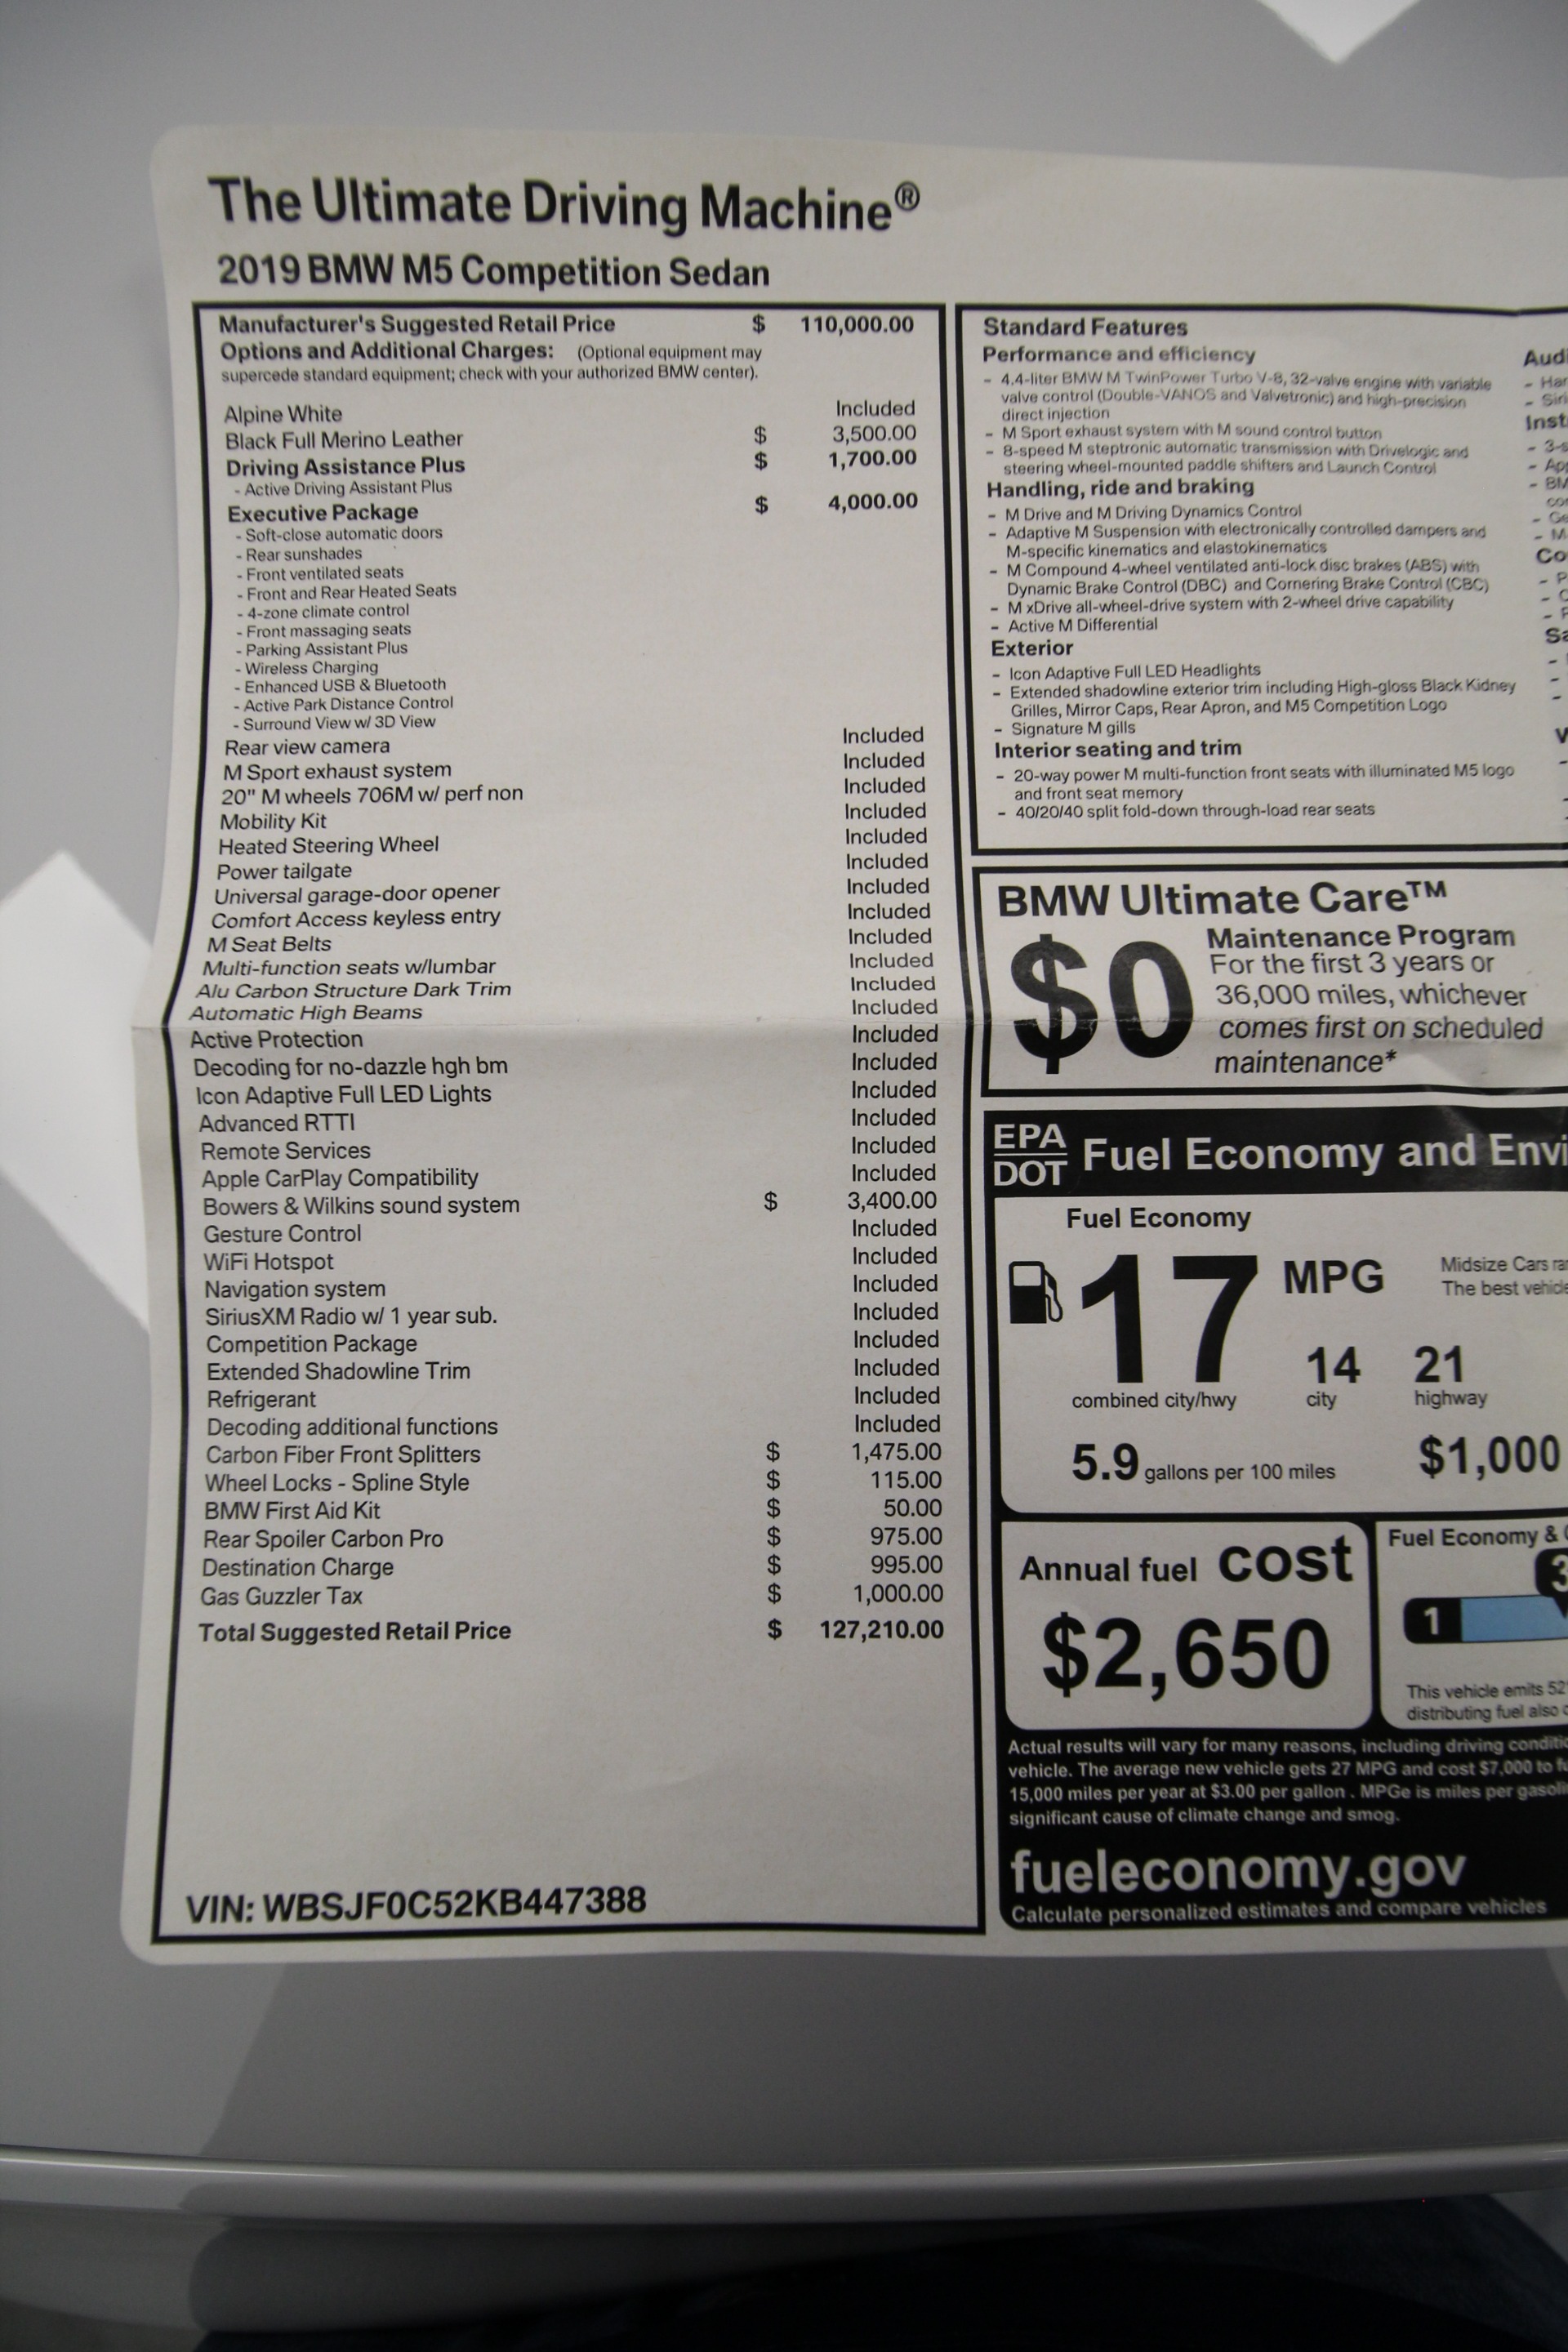 The Ultimate Driving Machine®
2019 BMW M5 Competition Sedan
Manufacturer's Suggested Retail Price $ 110,000.00
Options and Additional Charges: (Optional equipment may
supercede standard equipment; check with your authorized BMW center).
Alpine White Included
Black Full Merino Leather $ 3,500.00
Driving Assistance Plus $ 1,700.00
- Active Driving Assistant Plus
Executive Package $ 4,000.00
- Soft-close automatic doors
- Rear sunshades
- Front ventilated seats
- Front and Rear Heated Seats
- 4-zone climate control
- Front massaging seats
- Parking Assistant Plus
- Wireless Charging
- Enhanced USB & Bluetooth
- Active Park Distance Control
- Surround View w/ 3D View
Rear view camera Included
M Sport exhaust system Included
20" M wheels 706M w/ perf non Included
Mobility Kit Included
Heated Steering Wheel Included
Power tailgate Included
Universal garage-door opener Included
Comfort Access keyless entry Included
M Seat Belts Included
Multi-function seats w/lumbar Included
Alu Carbon Structure Dark Trim Included
Automatic High Beams Included
Active Protection Included
Decoding for no-dazzle hgh bm Included
Icon Adaptive Full LED Lights Included
Advanced RTTI Included
Remote Services Included
Apple CarPlay Compatibility Included
Bowers & Wilkins sound system $ 3,400.00
Gesture Control Included
WiFi Hotspot Included
Navigation system Included
SiriusXM Radio w/ 1 year sub. Included
Competition Package Included
Extended Shadowline Trim Included
Refrigerant Included
Decoding additional functions Included
Carbon Fiber Front Splitters $ 1,475.00
Wheel Locks - Spline Style $ 115.00
BMW First Aid Kit $ 50.00
Rear Spoiler Carbon Pro $ 975.00
Destination Charge $ 995.00
Gas Guzzler Tax $ 1,000.00
Total Suggested Retail Price $ 127,210.00
VIN: WBSJF0C52KB447388
Standard Features
Performance and efficiency
- 4.4-liter BMW M TwinPower Turbo V-8, 32-valve engine with variable
valve control (Double-VANOS and Valvetronic) and high-precision
direct injection
- M Sport exhaust system with M sound control button
- 8-speed M steptronic automatic transmission with Drivelogic and
steering wheel-mounted paddle shifters and Launch Control
Handling, ride and braking
- M Drive and M Driving Dynamics Control
- Adaptive M Suspension with electronically controlled dampers and
M-specific kinematics and elastokinematics
- M Compound 4-wheel ventilated anti-lock disc brakes (ABS) with
Dynamic Brake Control (DBC) and Cornering Brake Control (CBC)
- M xDrive all-wheel-drive system with 2-wheel drive capability
- Active M Differential
Exterior
- Icon Adaptive Full LED Headlights
- Extended shadowline exterior trim including High-gloss Black Kidney
Grilles, Mirror Caps, Rear Apron, and M5 Competition Logo
- Signature M gills
Interior seating and trim
- 20-way power M multi-function front seats with illuminated M5 logo
and front seat memory
- 40/20/40 split fold-down through-load rear seats
BMW Ultimate Care™
$0
Maintenance Program
For the first 3 years or
36,000 miles, whichever
comes first on scheduled
maintenance*
EPA
DOT
Fuel Economy and Envi
Fuel Economy
17 MPG
combined city/hwy
14
city
21
highway
Midsize Cars
The best
5.9 gallons per 100 miles
$1,000
Annual fuel cost
$2,650
Fuel Economy &
3
1
This vehicle emits 52
distributing fuel also
Actual results will vary for many reasons, including driving
vehicle. The average new vehicle gets 27 MPG and cost $7,000 to
15,000 miles per year at $3.00 per gallon . MPGe is miles per
significant cause of climate change and smog.
fueleconomy.gov
Calculate personalized estimates and compare vehicles